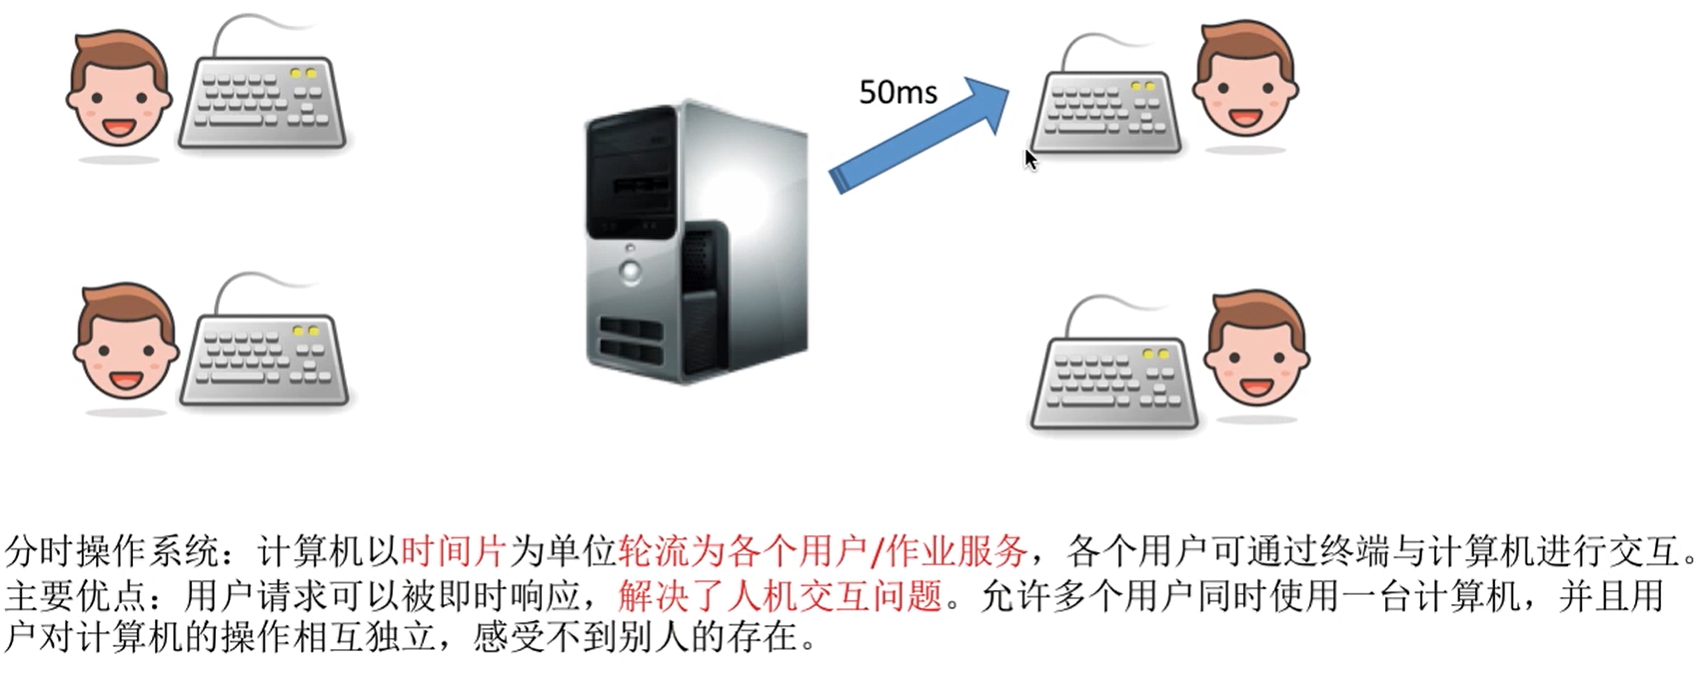 50ms
分时操作系统：计算机以时间片为单位轮流为各个用户/作业服务，各个用户可通过终端与计算机进行交互。
主要优点：用户请求可以被即时响应，解决了人机交互问题。允许多个用户同时使用一台计算机，并且用
户对计算机的操作相互独立，感受不到别人的存在。